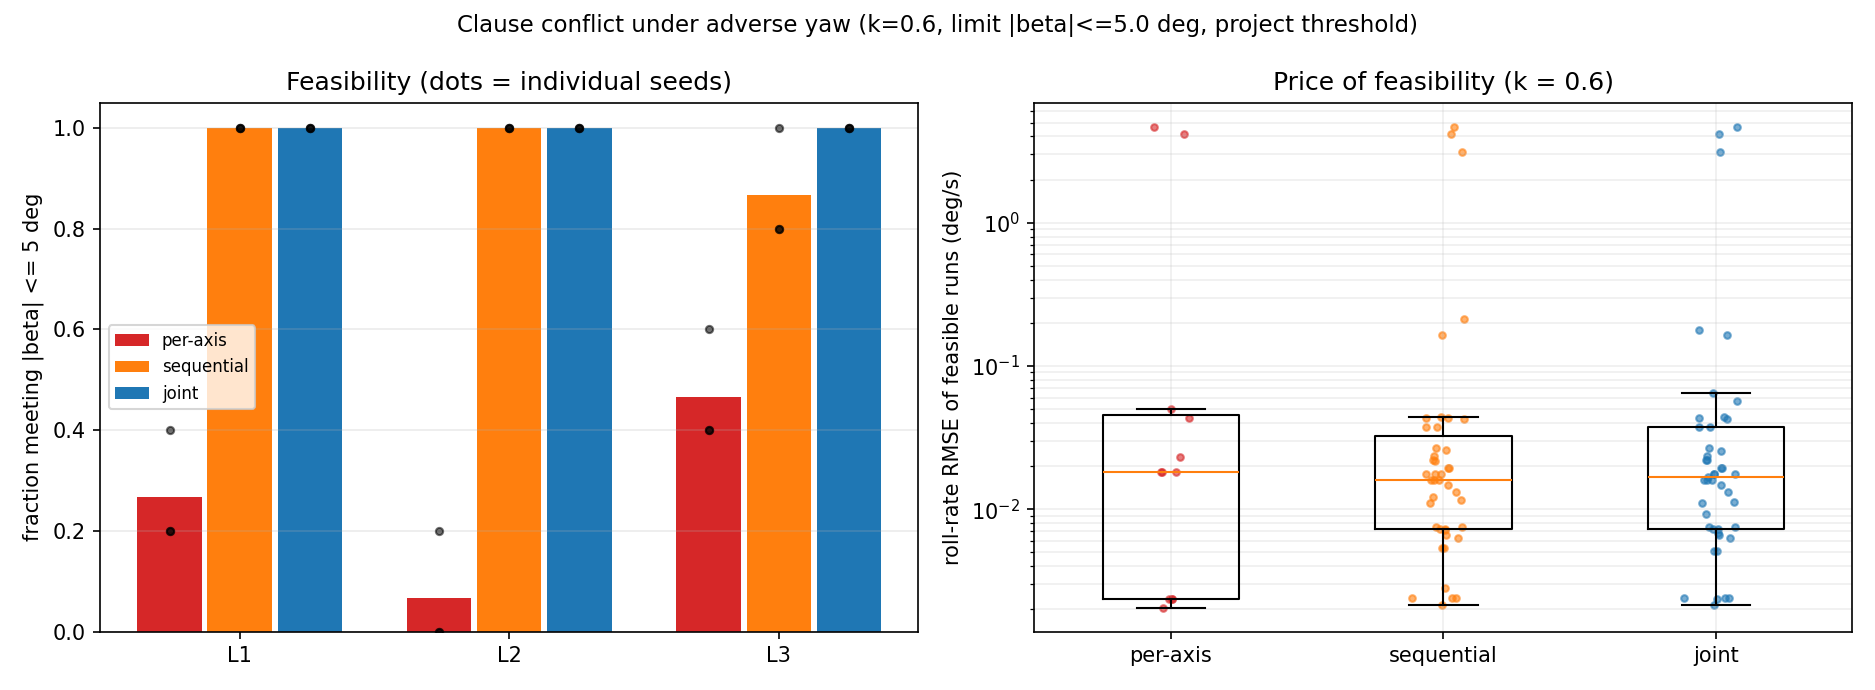 Clause conflict under adverse yaw (k=0.6, limit |beta|<=5.0 deg, project threshold)
Feasibility (dots = individual seeds)
fraction meeting |beta| <= 5 deg
1.0
0.8
0.6
0.4
0.2
0.0
per-axis
sequential
joint
L1
L2
L3
Price of feasibility (k = 0.6)
roll-rate RMSE of feasible runs (deg/s)
10⁰
10⁻¹
10⁻²
per-axis
sequential
joint